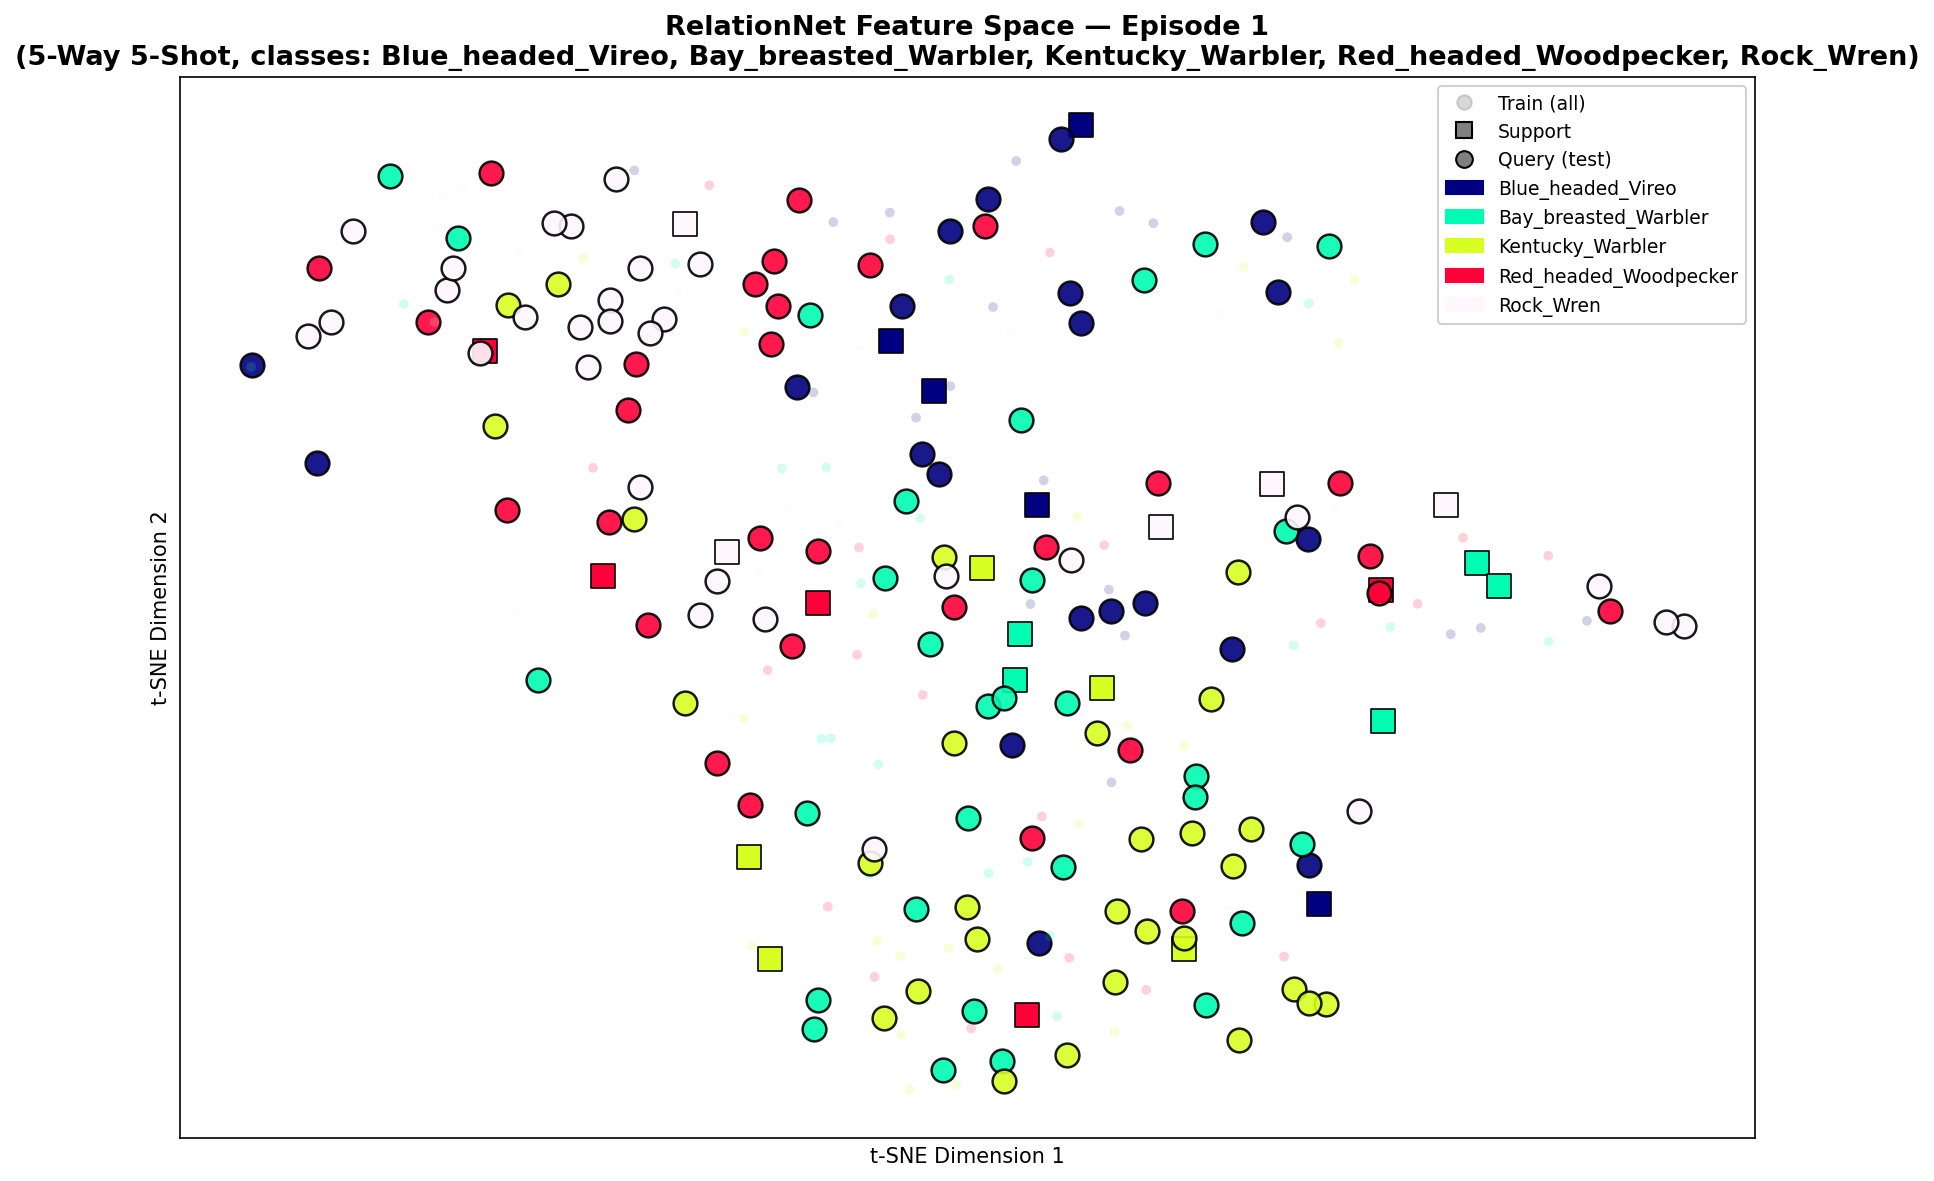 RelationNet Feature Space — Episode 1
(5-Way 5-Shot, classes: Blue_headed_Vireo, Bay_breasted_Warbler, Kentucky_Warbler, Red_headed_Woodpecker, Rock_Wren)
Train (all)
Support
Query (test)
Blue_headed_Vireo
Bay_breasted_Warbler
Kentucky_Warbler
Red_headed_Woodpecker
Rock_Wren
t-SNE Dimension 2
t-SNE Dimension 1